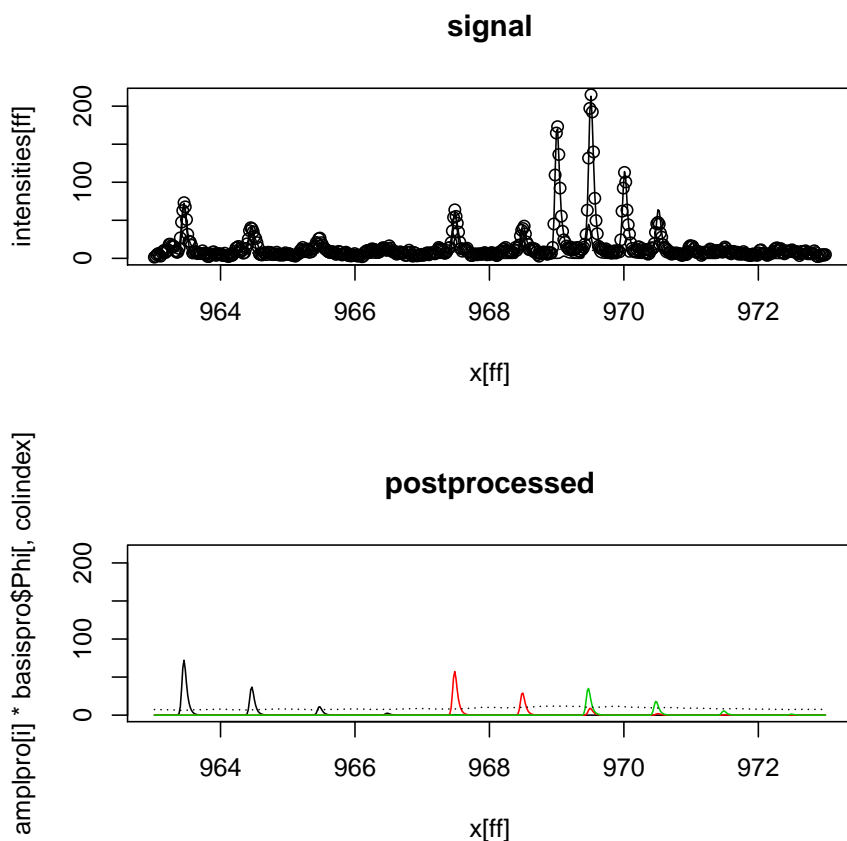 signal
intensities[ff]
200
100
0
964 966 968 970 972
x[ff]
postprocessed
amplpro[i] * basispro$Phi[, colindex]
200
100
0
964 966 968 970 972
x[ff]